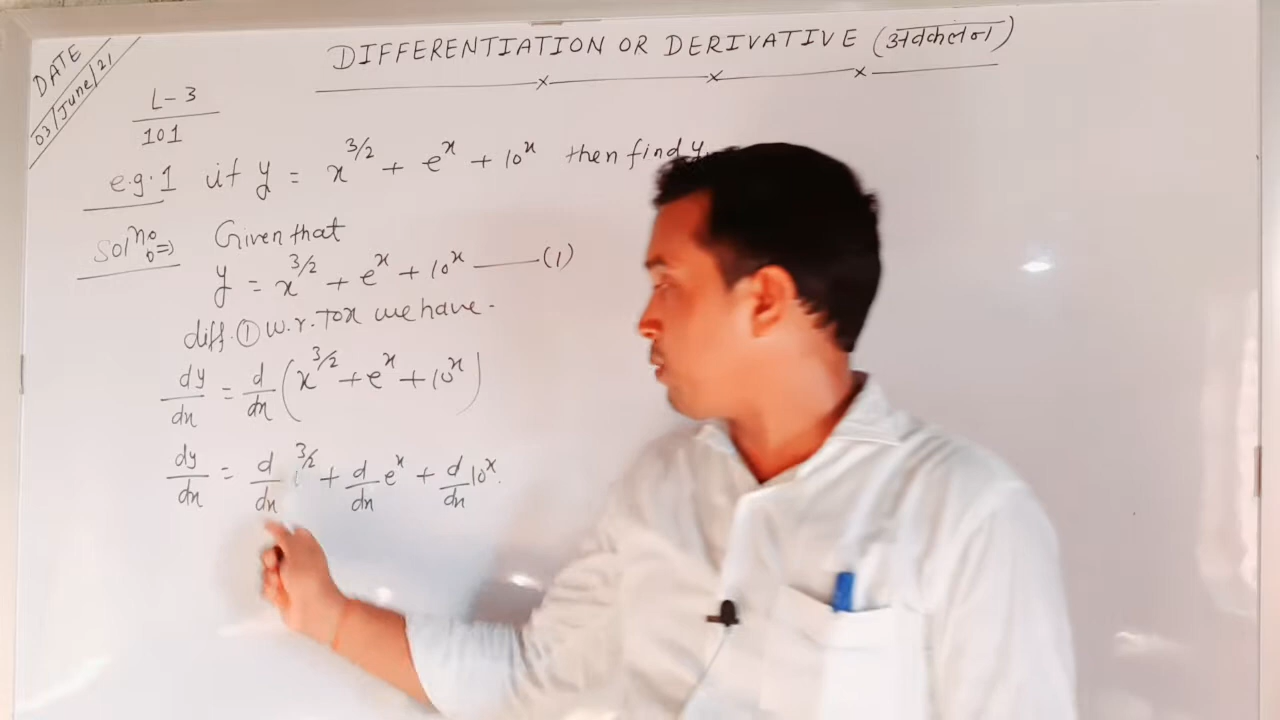 DATE
03/June/21
DIFFERENTIATION OR DERIVATIVE (अवकलन)
L-3
101
e.g.1 if y = x^{3/2} + e^x + 10^x then find y
Solⁿ⇒ Given that
y = x^{3/2} + e^x + 10^x ——(1)
diff. ① w.r.To x we have.
dy/dx = d/dx (x^{3/2} + e^x + 10^x)
dy/dx = d/dx x^{3/2} + d/dx e^x + d/dx 10^x.